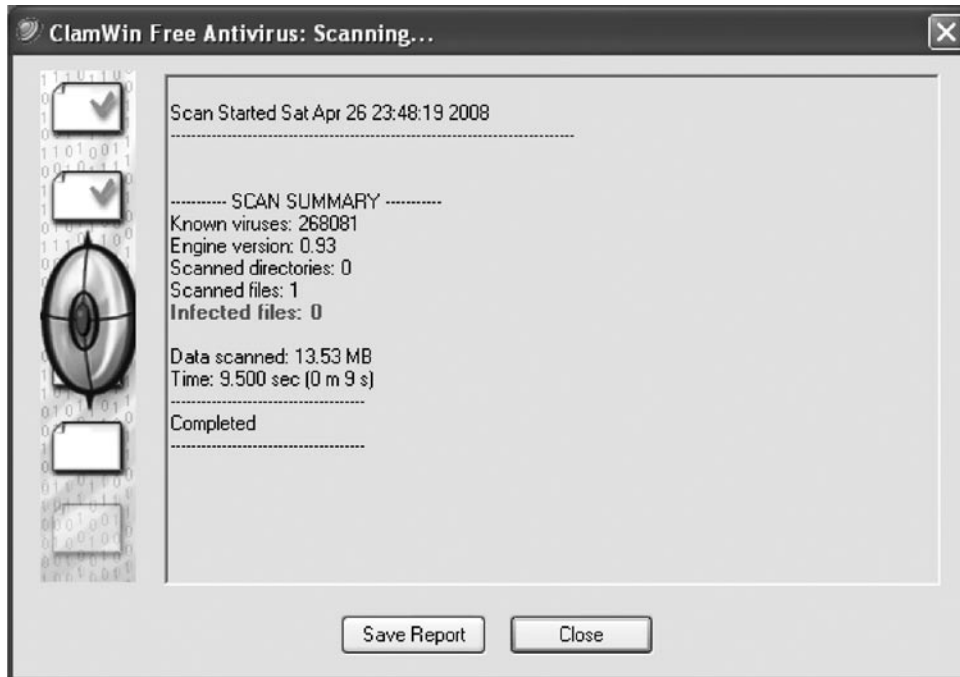 ClamWin Free Antivirus: Scanning...
Scan Started Sat Apr 26 23:48:19 2008
--------------------------------------------------------------------------
----------- SCAN SUMMARY -----------
Known viruses: 268081
Engine version: 0.93
Scanned directories: 0
Scanned files: 1
Infected files: 0
Data scanned: 13.53 MB
Time: 9.500 sec (0 m 9 s)
--------------------------------------
Completed
--------------------------------------
Save Report
Close